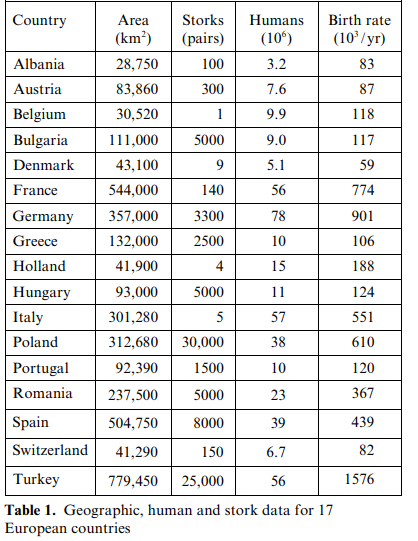 Country Area (km²) Storks (pairs) Humans (10⁶) Birth rate (10³/yr)
Albania 28,750 100 3.2 83
Austria 83,860 300 7.6 87
Belgium 30,520 1 9.9 118
Bulgaria 111,000 5000 9.0 117
Denmark 43,100 9 5.1 59
France 544,000 140 56 774
Germany 357,000 3300 78 901
Greece 132,000 2500 10 106
Holland 41,900 4 15 188
Hungary 93,000 5000 11 124
Italy 301,280 5 57 551
Poland 312,680 30,000 38 610
Portugal 92,390 1500 10 120
Romania 237,500 5000 23 367
Spain 504,750 8000 39 439
Switzerland 41,290 150 6.7 82
Turkey 779,450 25,000 56 1576
Table 1. Geographic, human and stork data for 17
European countries